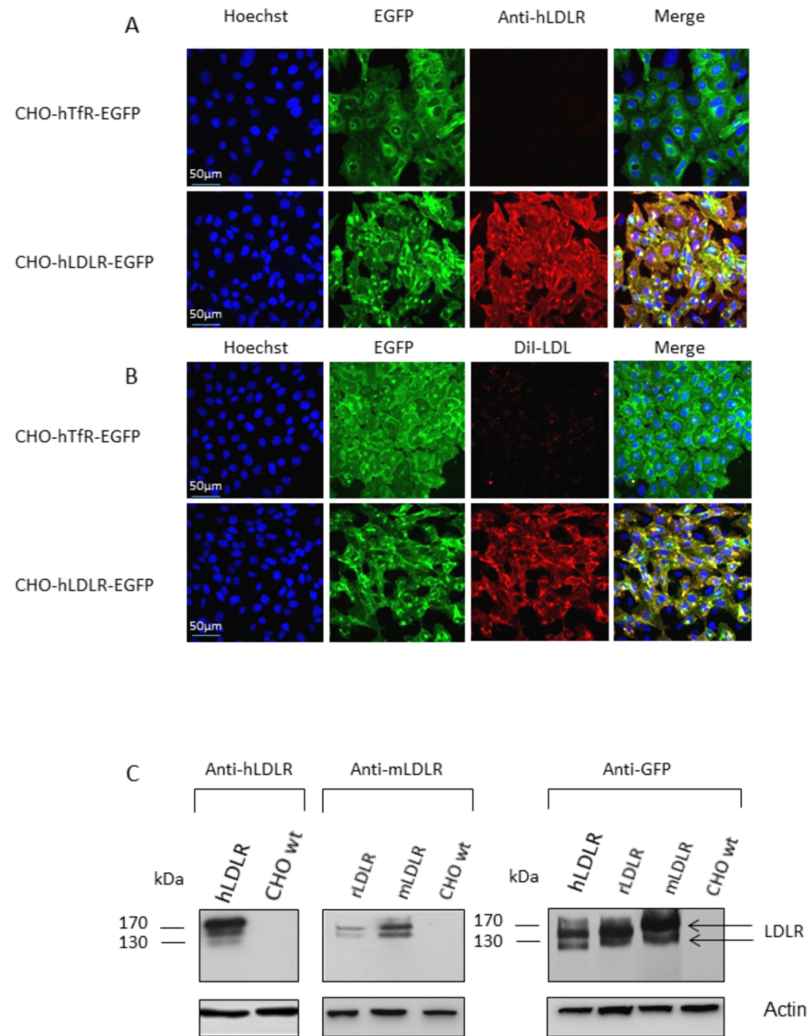 A
Hoechst EGFP Anti-hLDLR Merge
CHO-hTfR-EGFP
50µm
CHO-hLDLR-EGFP
50µm
Hoechst EGFP DiI-LDL Merge
B
CHO-hTfR-EGFP
50µm
CHO-hLDLR-EGFP
50µm
C
Anti-hLDLR Anti-mLDLR Anti-GFP
kDa hLDLR CHO wt rLDLR mLDLR CHO wt kDa hLDLR rLDLR mLDLR CHO wt
170 170
130 130
LDLR
Actin